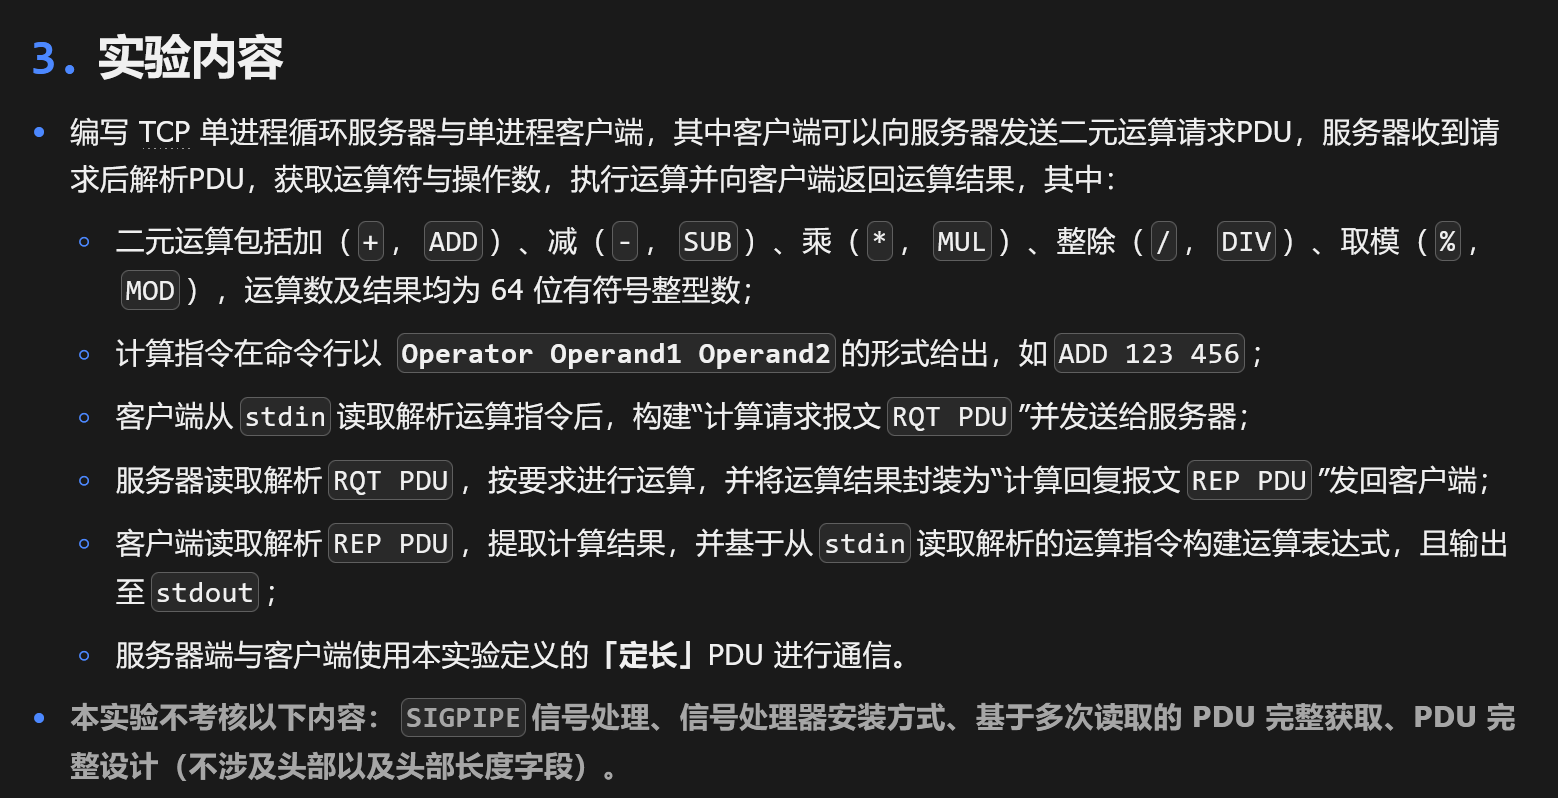 3. 实验内容
编写 TCP 单进程循环服务器与单进程客户端，其中客户端可以向服务器发送二元运算请求PDU，服务器收到请
求后解析PDU，获取运算符与操作数，执行运算并向客户端返回运算结果，其中：
二元运算包括加（+，ADD）、减（-，SUB）、乘（*，MUL）、整除（/，DIV）、取模（%，
MOD），运算数及结果均为 64 位有符号整型数；
计算指令在命令行以 Operator Operand1 Operand2 的形式给出，如 ADD 123 456；
客户端从 stdin 读取解析运算指令后，构建“计算请求报文 RQT PDU ”并发送给服务器；
服务器读取解析 RQT PDU ，按要求进行运算，并将运算结果封装为“计算回复报文 REP PDU ”发回客户端；
客户端读取解析 REP PDU ，提取计算结果，并基于从 stdin 读取解析的运算指令构建运算表达式，且输出
至 stdout ；
服务器端与客户端使用本实验定义的「定长」PDU 进行通信。
本实验不考核以下内容： SIGPIPE 信号处理、信号处理器安装方式、基于多次读取的 PDU 完整获取、PDU 完
整设计（不涉及头部以及头部长度字段）。